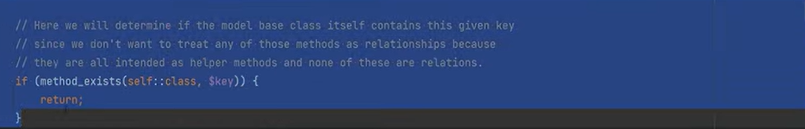 // Here we will determine if the model base class itself contains this given key
// since we don't want to treat any of those methods as relationships because
// they are all intended as helper methods and none of these are relations.
if (method_exists(self::class, $key)) {
return;
}